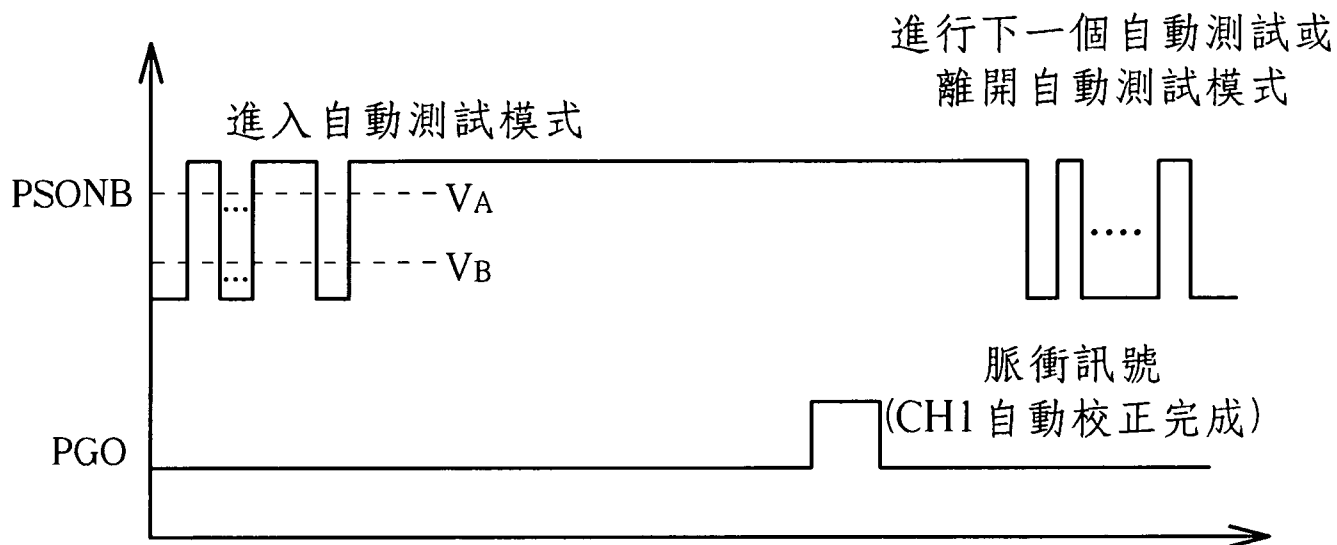 進行下一個自動測試或
離開自動測試模式
進入自動測試模式
PSONB
VA
...
VB
...
....
脈衝訊號
(CH1自動校正完成)
PGO